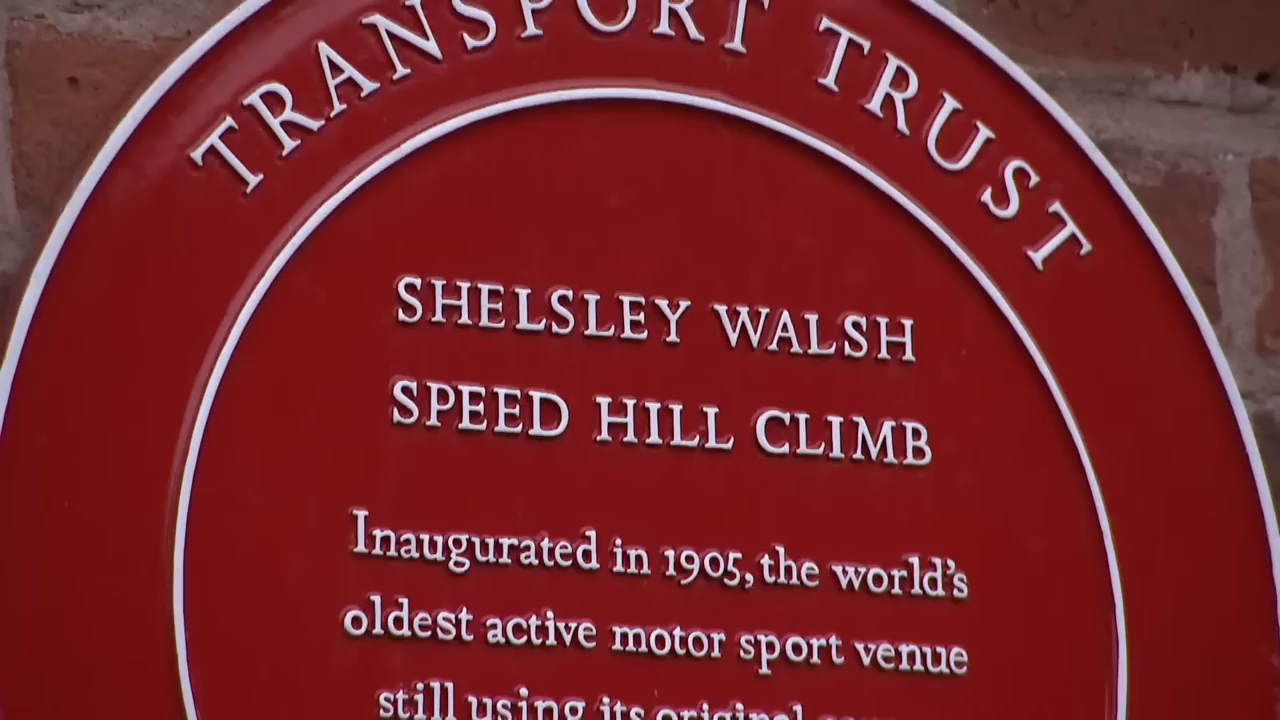 TRANSPORT TRUST
SHELSLEY WALSH
SPEED HILL CLIMB
Inaugurated in 1905, the world's
oldest active motor sport venue
still using its original